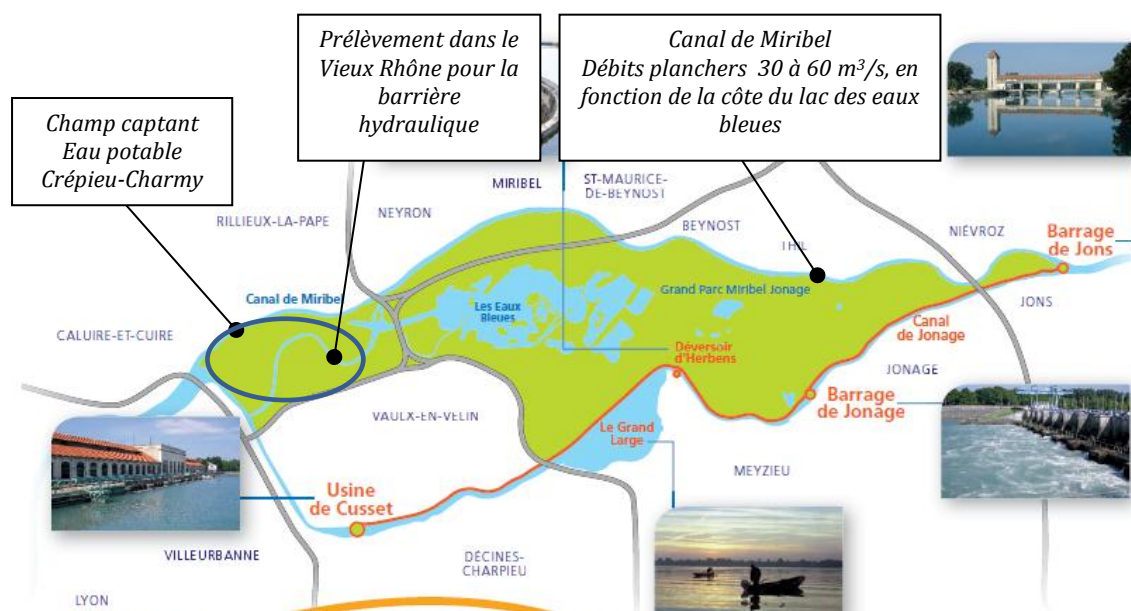 Prélèvement dans le
Vieux Rhône pour la
barrière
hydraulique
Canal de Miribel
Débits planchers 30 à 60 m³/s, en
fonction de la côte du lac des eaux
bleues
Champ captant
Eau potable
Crépieu-Charmy
MIRIBEL
ST-MAURICE-
DE-BEYNOST
RILLIEUX-LA-PAPE
NEYRON
BEYNOST
THIL
NIÉVROZ
Barrage
de Jons
Canal de Miribel
Les Eaux
Bleues
Grand Parc Miribel Jonage
JONS
CALUIRE-ET-CUIRE
Canal
de Jonage
Déversoir
d'Herbens
JONAGE
Barrage
de Jonage
VAULX-EN-VELIN
Le Grand
Large
MEYZIEU
Usine
de Cusset
VILLEURBANNE
DÉCINES-
CHARPIEU
LYON